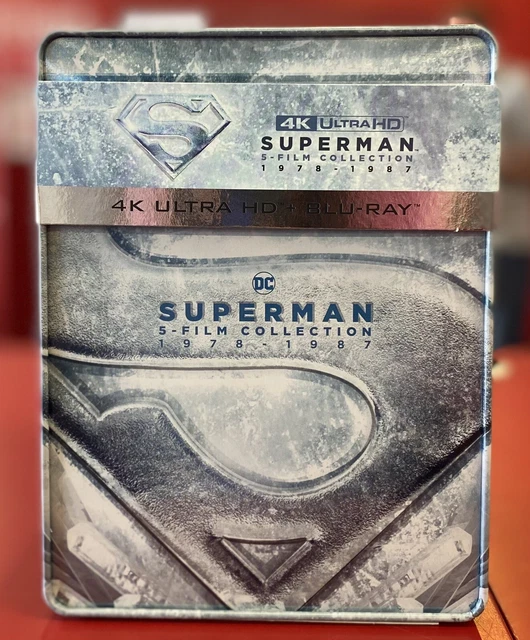 4K ULTRAHD
SUPERMAN
5-FILM COLLECTION
1978-1987
4K ULTRA HD + BLU-RAY™
DC
SUPERMAN
5-FILM COLLECTION
1978-1987